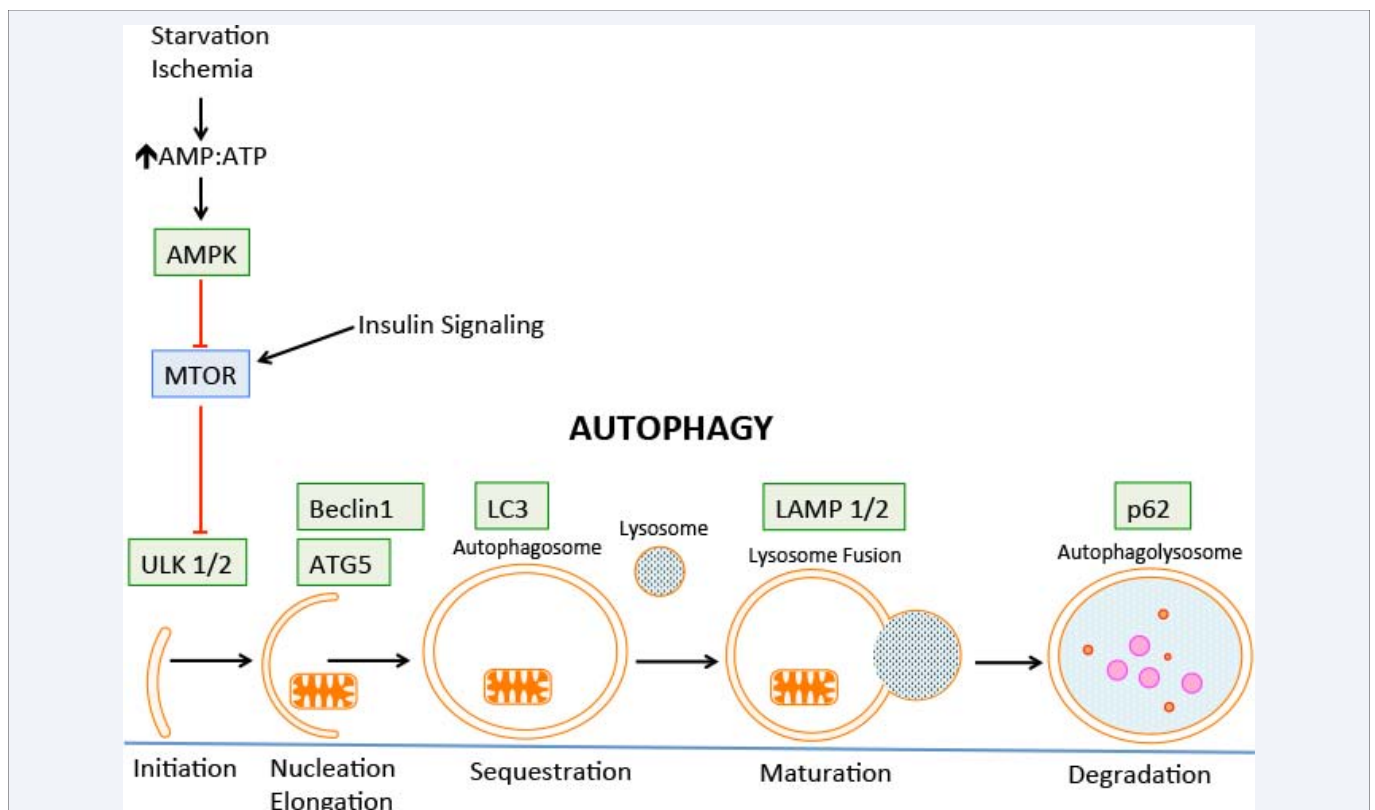 Starvation
Ischemia
↑AMP:ATP
AMPK
Insulin Signaling
MTOR
AUTOPHAGY
Beclin1
LC3
LAMP 1/2
p62
Lysosome
Autophagosome
Lysosome Fusion
Autophagolysosome
ULK 1/2
ATG5
Initiation
Nucleation
Elongation
Sequestration
Maturation
Degradation